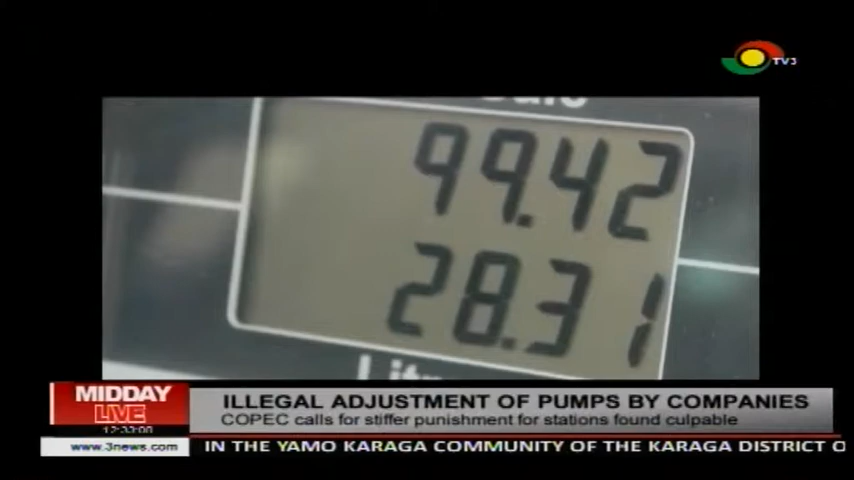 TV3
Sale
99.42
28.31
MIDDAY
LIVE
12:33:00
ILLEGAL ADJUSTMENT OF PUMPS BY COMPANIES
COPEC calls for stiffer punishment for stations found culpable
www.3news.com
IN THE YAMO KARAGA COMMUNITY OF THE KARAGA DISTRICT O